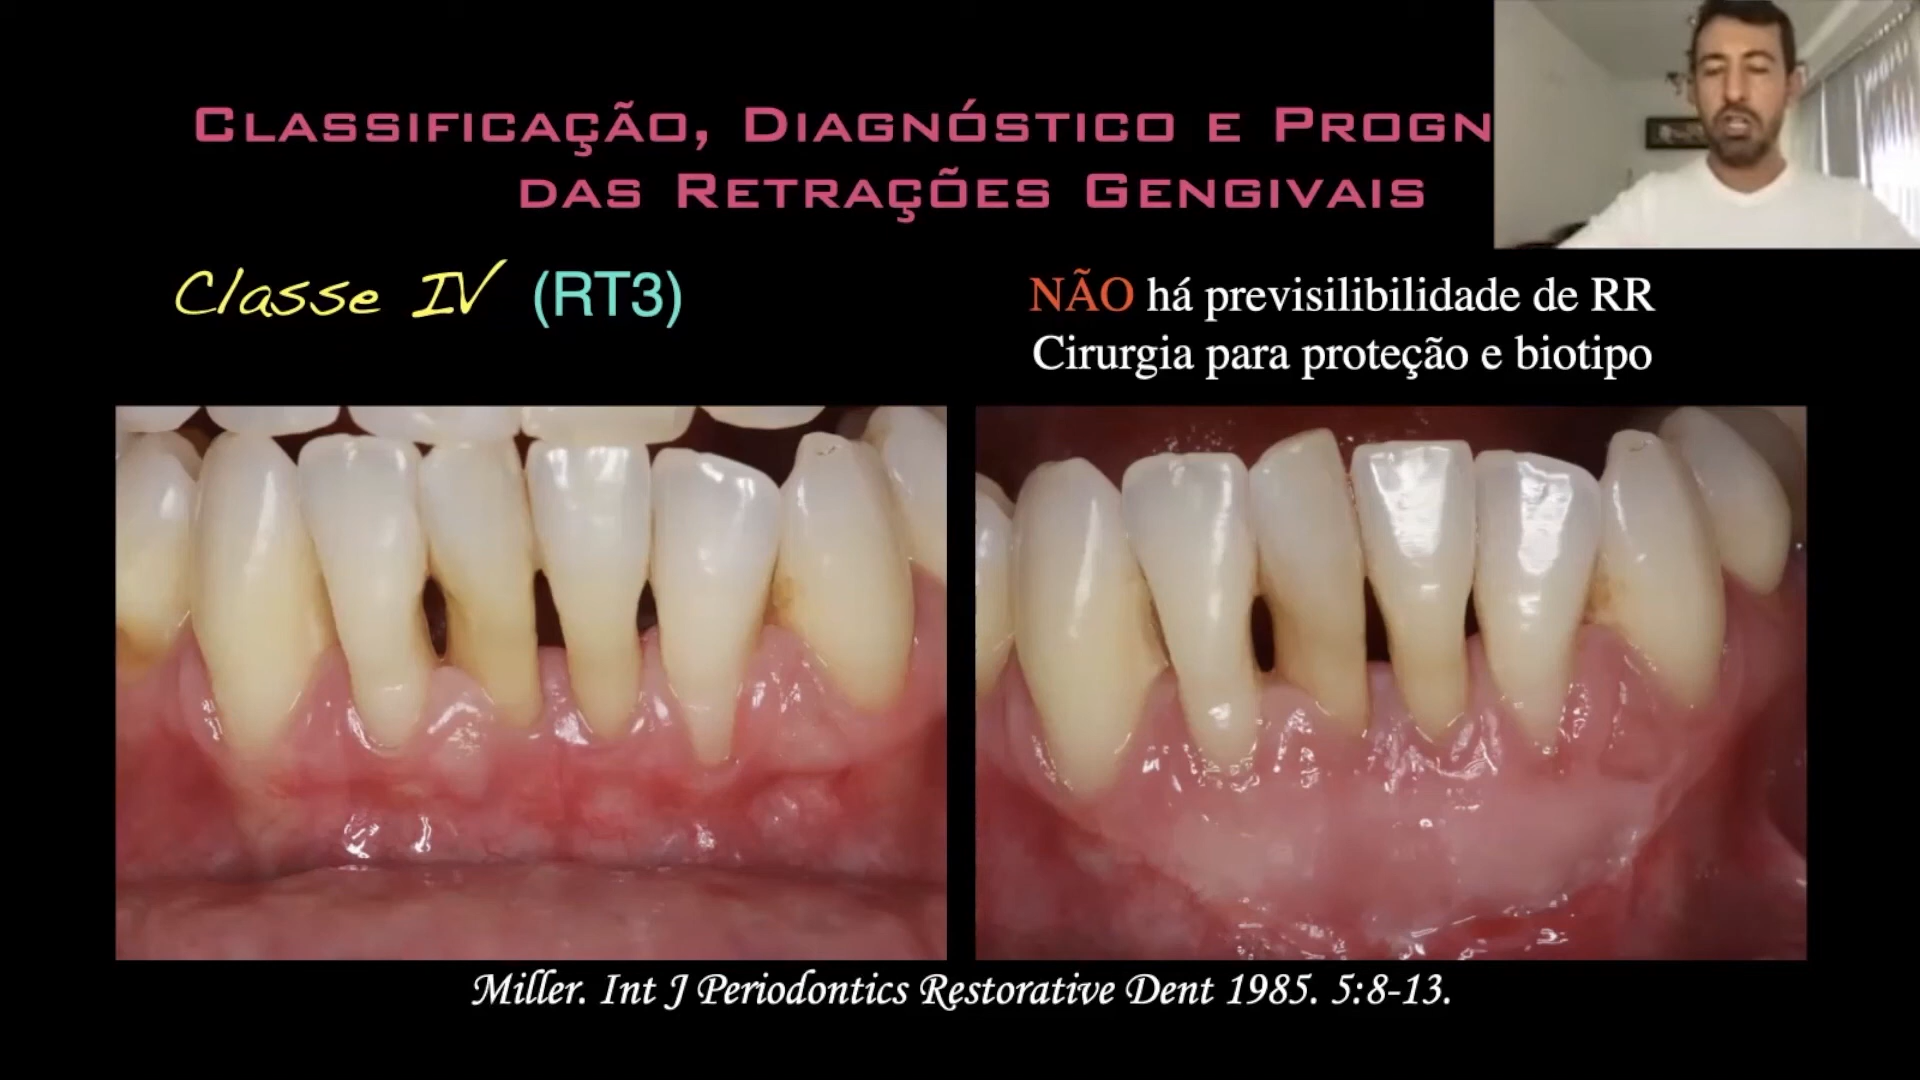 CLASSIFICAÇÃO, DIAGNÓSTICO E PROGN
DAS RETRAÇÕES GENGIVAIS
Classe IV (RT3)
NÃO há previsilibilidade de RR
Cirurgia para proteção e biotipo
Miller. Int J Periodontics Restorative Dent 1985. 5:8-13.